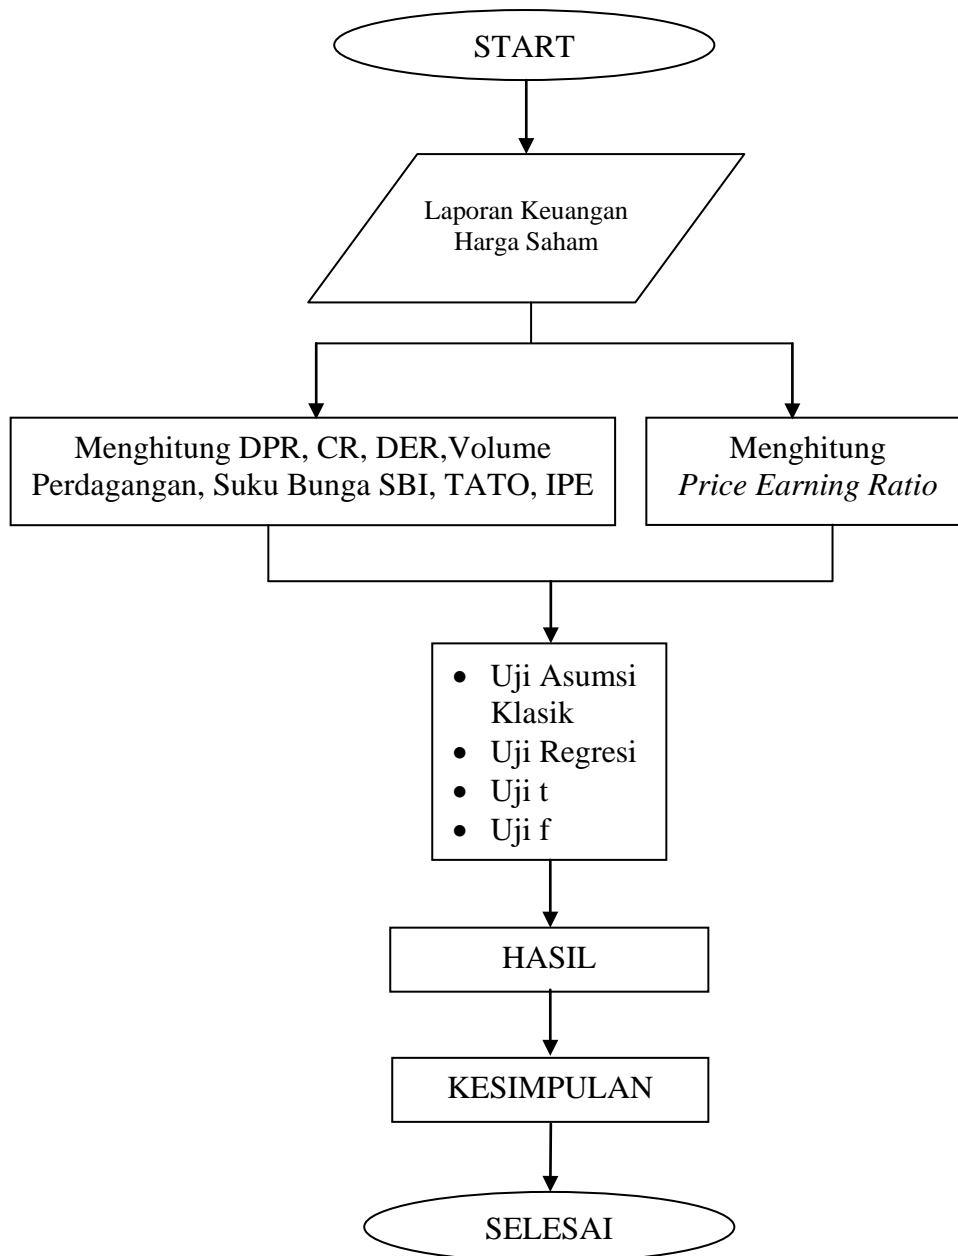 START
Laporan Keuangan
Harga Saham
Menghitung DPR, CR, DER,Volume
Perdagangan, Suku Bunga SBI, TATO, IPE
Menghitung
Price Earning Ratio
• Uji Asumsi
Klasik
• Uji Regresi
• Uji t
• Uji f
HASIL
KESIMPULAN
SELESAI